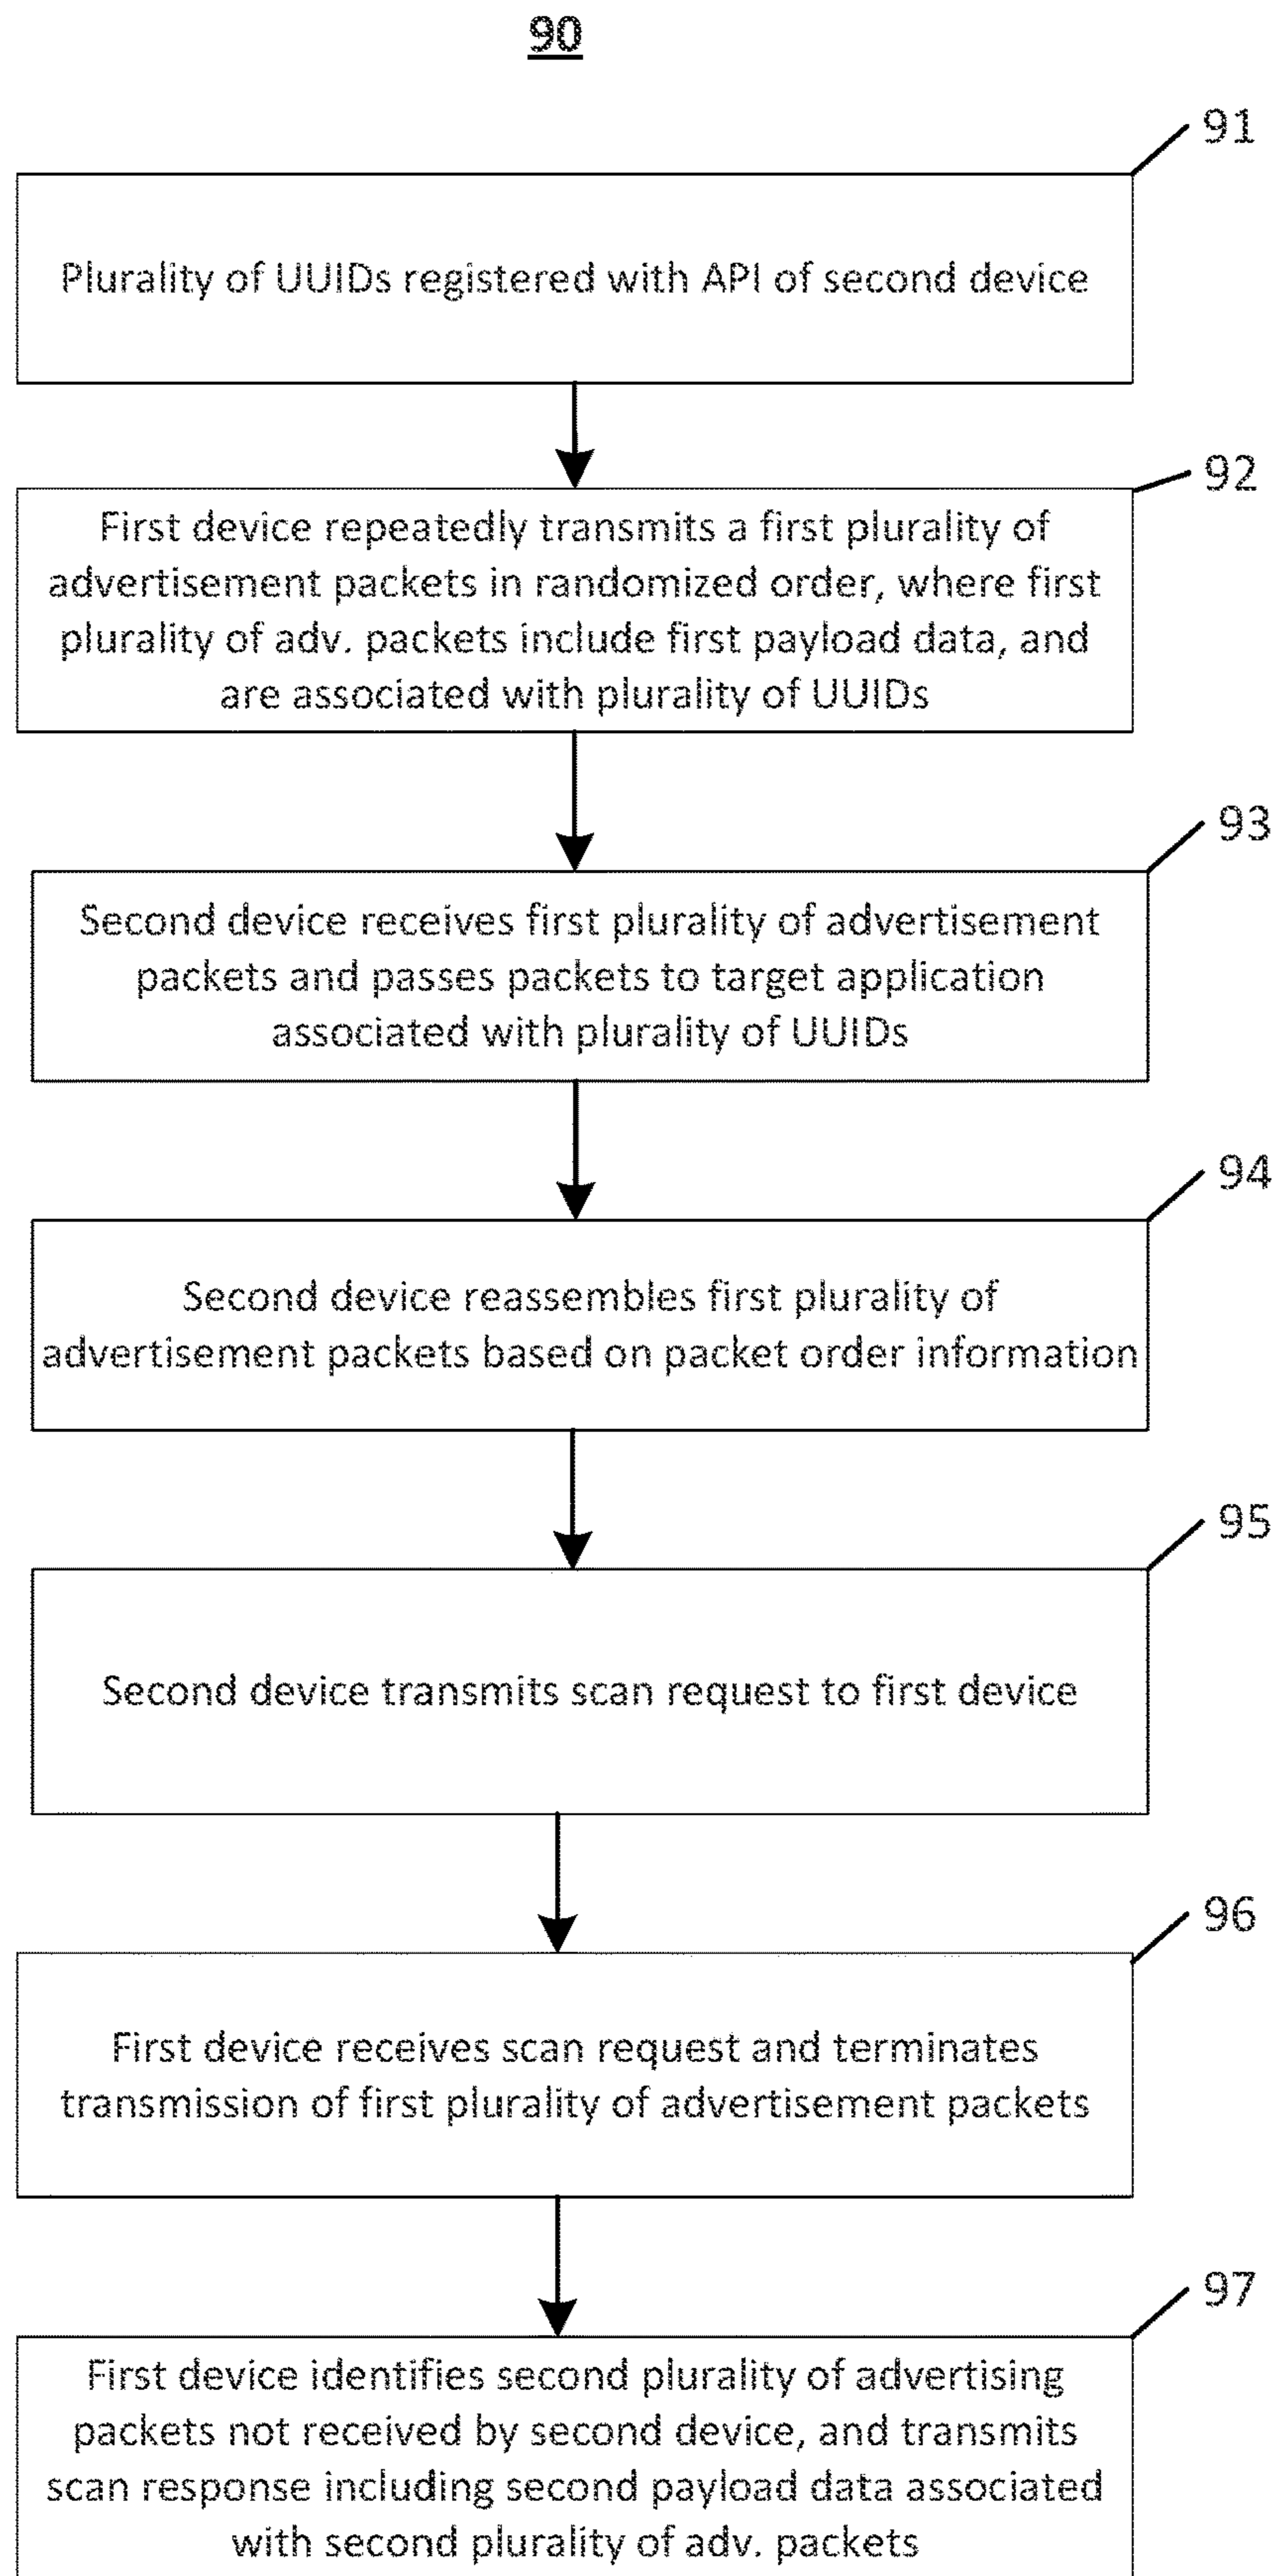 90
91
Plurality of UUIDs registered with API of second device
92
First device repeatedly transmits a first plurality of
advertisement packets in randomized order, where first
plurality of adv. packets include first payload data, and
are associated with plurality of UUIDs
93
Second device receives first plurality of advertisement
packets and passes packets to target application
associated with plurality of UUIDs
94
Second device reassembles first plurality of
advertisement packets based on packet order information
95
Second device transmits scan request to first device
96
First device receives scan request and terminates
transmission of first plurality of advertisement packets
97
First device identifies second plurality of advertising
packets not received by second device, and transmits
scan response including second payload data associated
with second plurality of adv. packets